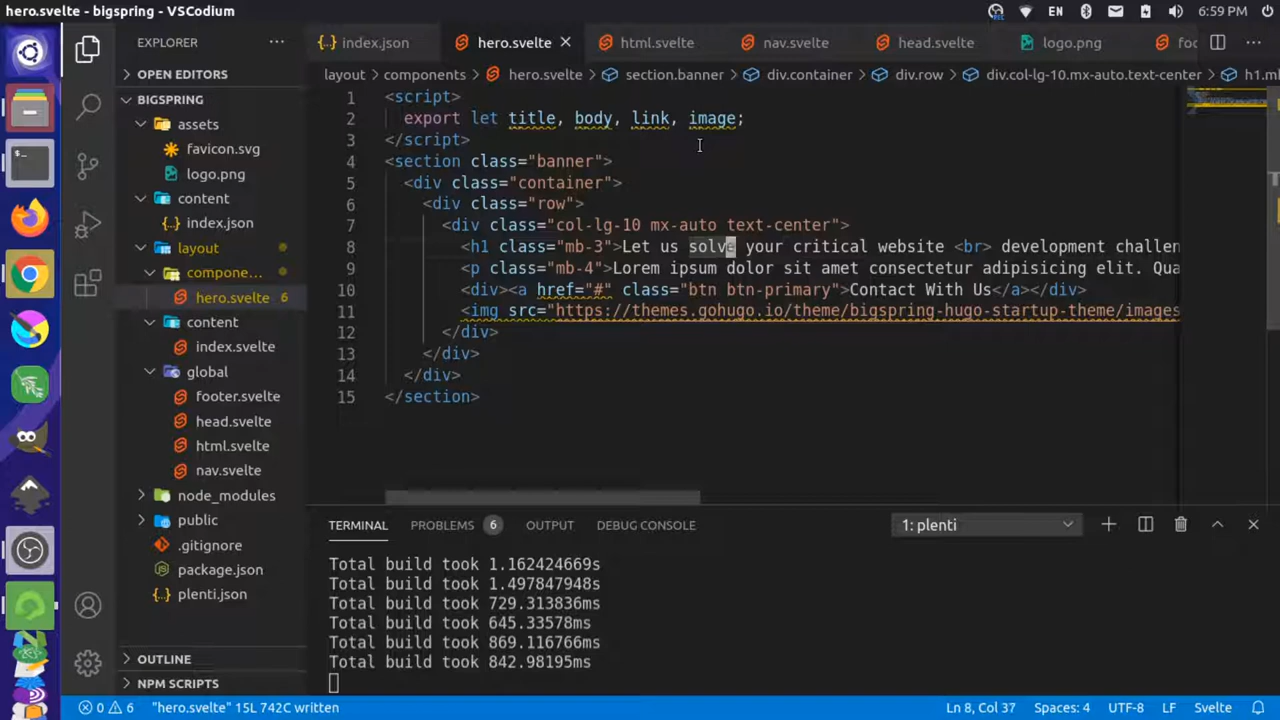 hero.svelte - bigspring - VSCodium
EN
6:59 PM
EXPLORER
index.json
hero.svelte
html.svelte
nav.svelte
head.svelte
logo.png
foo
OPEN EDITORS
layout
components
hero.svelte
section.banner
div.container
div.row
div.col-lg-10.mx-auto.text-center
BIGSPRING
assets
favicon.svg
logo.png
content
index.json
layout
compone...
hero.svelte 6
content
index.svelte
global
footer.svelte
head.svelte
html.svelte
nav.svelte
node_modules
public
.gitignore
package.json
plenti.json
OUTLINE
NPM SCRIPTS
1 <script>
2 export let title, body, link, image;
3 </script>
4 <section class="banner">
5 <div class="container">
6 <div class="row">
7 <div class="col-lg-10 mx-auto text-center">
8 <h1 class="mb-3">Let us solve your critical website <br> development challen
9 <p class="mb-4">Lorem ipsum dolor sit amet consectetur adipisicing elit. Qua
10 <div><a href="#" class="btn btn-primary">Contact With Us</a></div>
11 <img src="https://themes.gohugo.io/theme/bigspring-hugo-startup-theme/images
12 </div>
13 </div>
14 </div>
15 </section>
TERMINAL
PROBLEMS 6
OUTPUT
DEBUG CONSOLE
1: plenti
Total build took 1.162424669s
Total build took 1.497847948s
Total build took 729.313836ms
Total build took 645.33578ms
Total build took 869.116766ms
Total build took 842.98195ms
0 6 "hero.svelte" 15L 742C written
Ln 8, Col 37
Spaces: 4
UTF-8
LF
Svelte